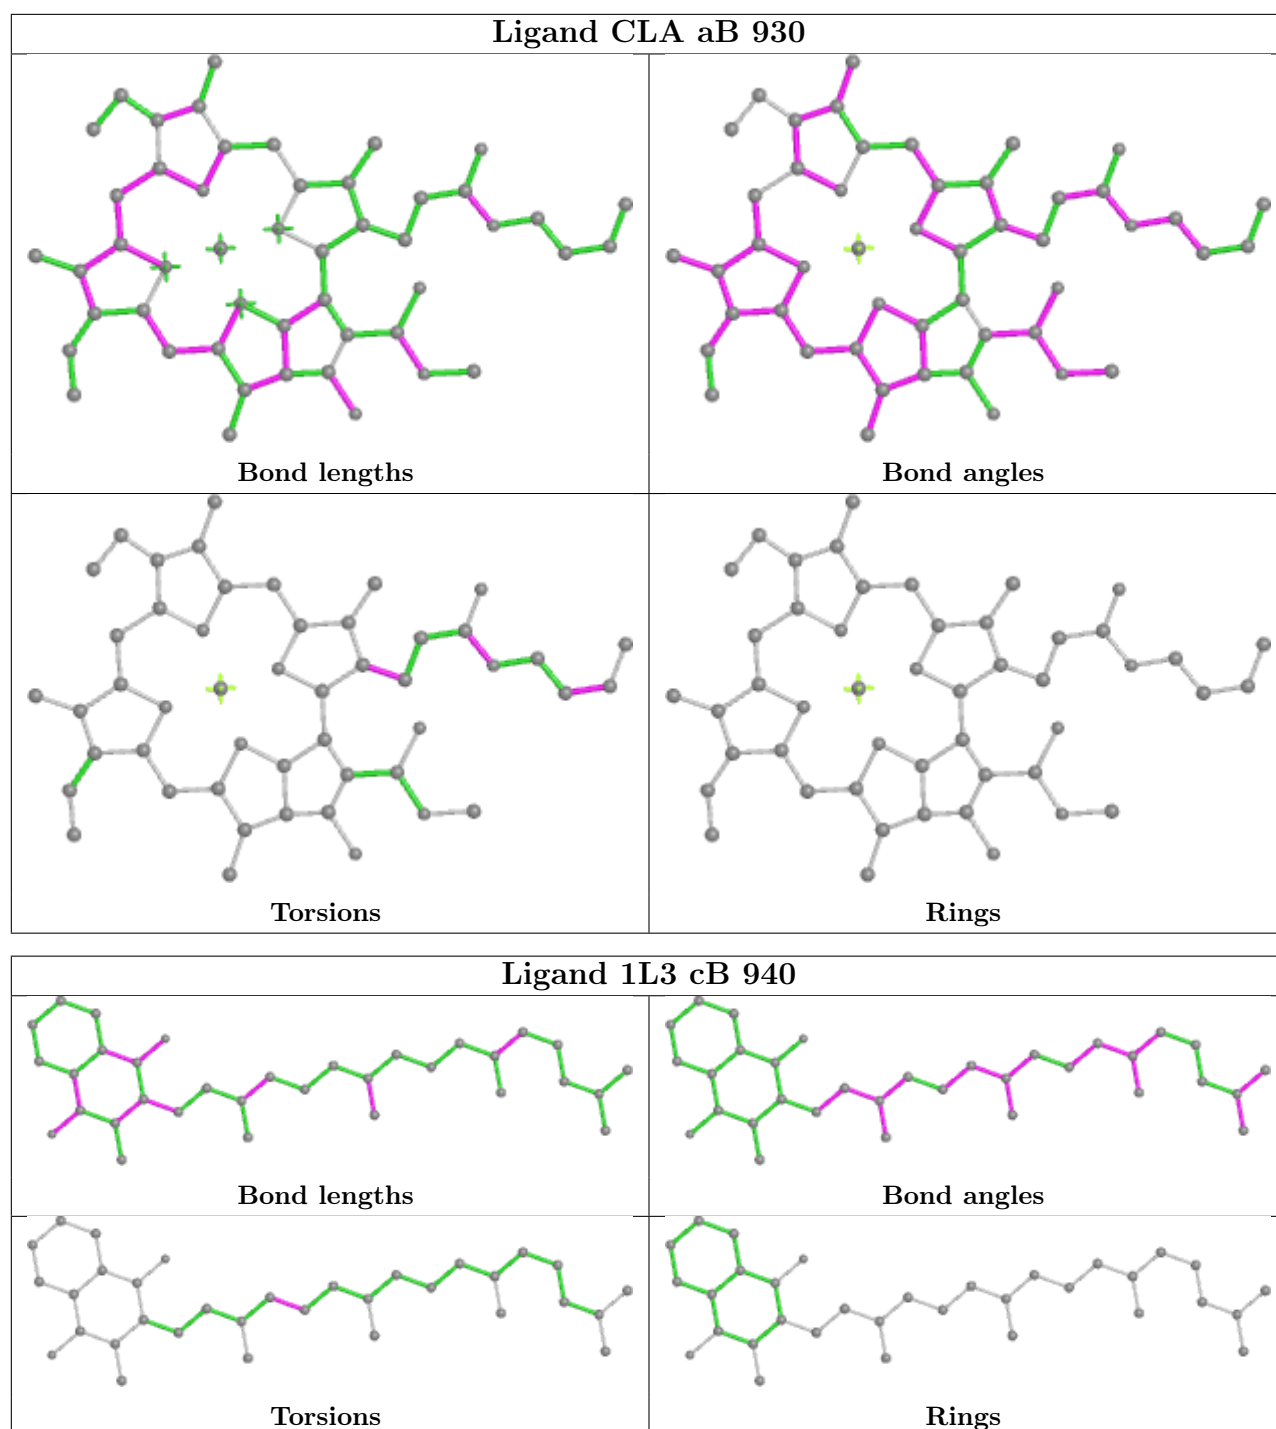 Ligand CLA aB 930
Bond lengths
Bond angles
Torsions
Rings
Ligand 1L3 cB 940
Bond lengths
Bond angles
Torsions
Rings